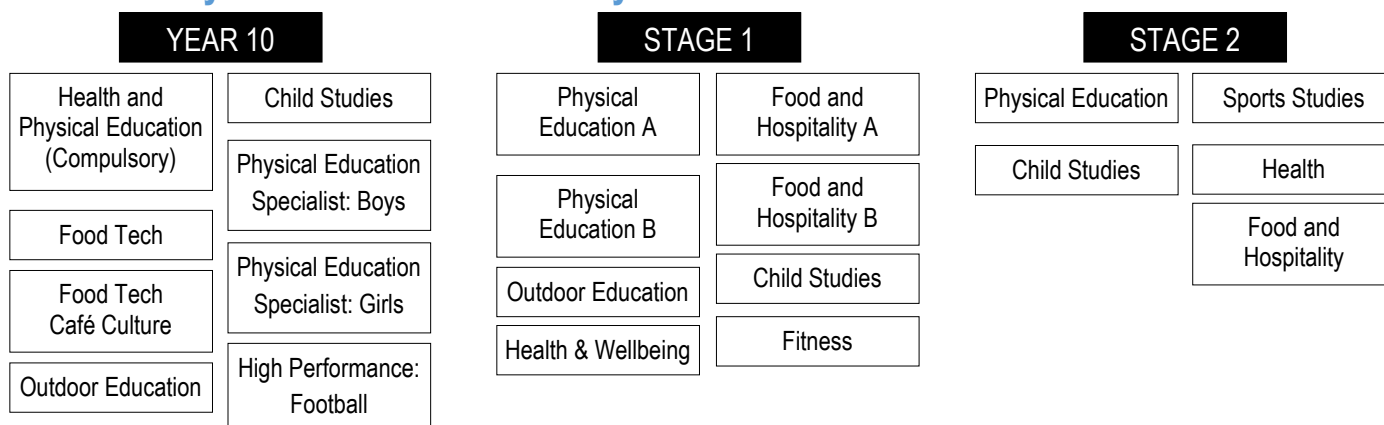 YEAR 10
Health and
Physical Education
(Compulsory)
Food Tech
Food Tech
Café Culture
Outdoor Education
Child Studies
Physical Education
Specialist: Boys
Physical Education
Specialist: Girls
High Performance:
Football
STAGE 1
Physical
Education A
Physical
Education B
Outdoor Education
Health & Wellbeing
Food and
Hospitality A
Food and
Hospitality B
Child Studies
Fitness
STAGE 2
Physical Education
Child Studies
Sports Studies
Health
Food and
Hospitality